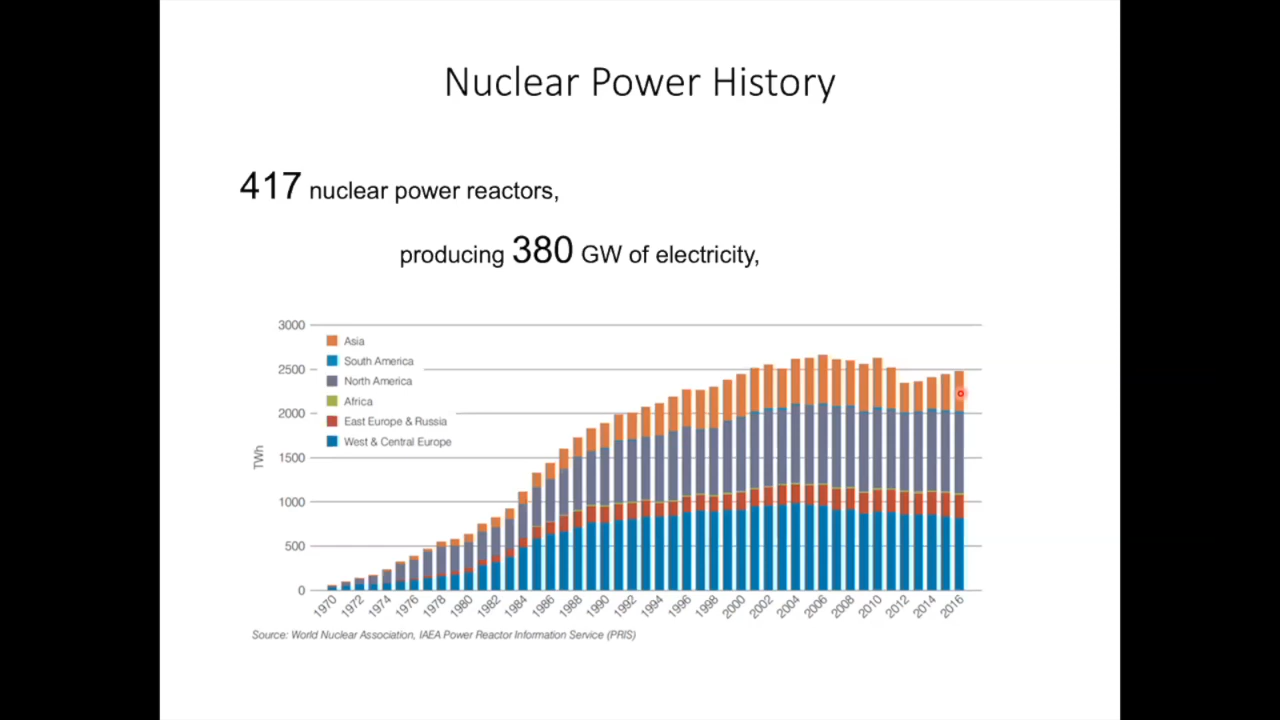 Nuclear Power History
417 nuclear power reactors,
producing 380 GW of electricity,
3000
2500
2000
1500
1000
500
0
TWh
Asia
South America
North America
Africa
East Europe & Russia
West & Central Europe
1970 1972 1974 1976 1978 1980 1982 1984 1986 1988 1990 1992 1994 1996 1998 2000 2002 2004 2006 2008 2010 2012 2014 2016
Source: World Nuclear Association, IAEA Power Reactor Information Service (PRIS)